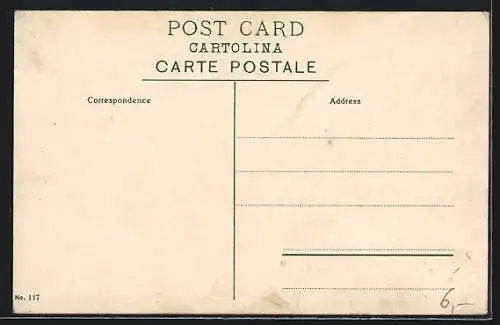 POST CARD
CARTOLINA
CARTE POSTALE
Correspondence
Address
No. 117
6,-